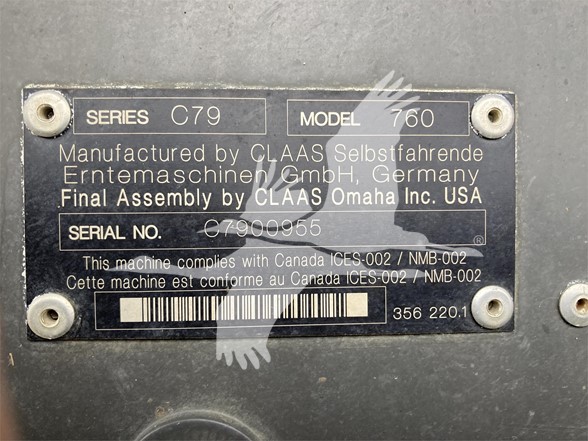 SERIES C79 MODEL 760
Manufactured by CLAAS Selbstfahrende
Erntemaschinen GmbH, Germany
Final Assembly by CLAAS Omaha Inc. USA
SERIAL NO. C7900955
®
This machine complies with Canada ICES-002 / NMB-002
Cette machine est conforme au Canada ICES-002 / NMB-002
356 220.1